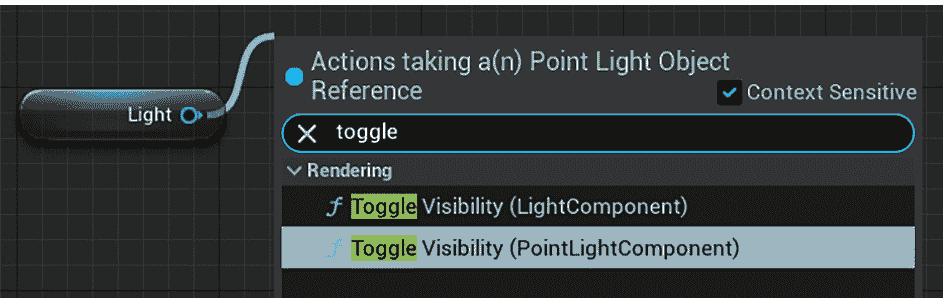 Actions taking a(n) Point Light Object
Reference
Context Sensitive
Light
toggle
Rendering
Toggle Visibility (LightComponent)
Toggle Visibility (PointLightComponent)